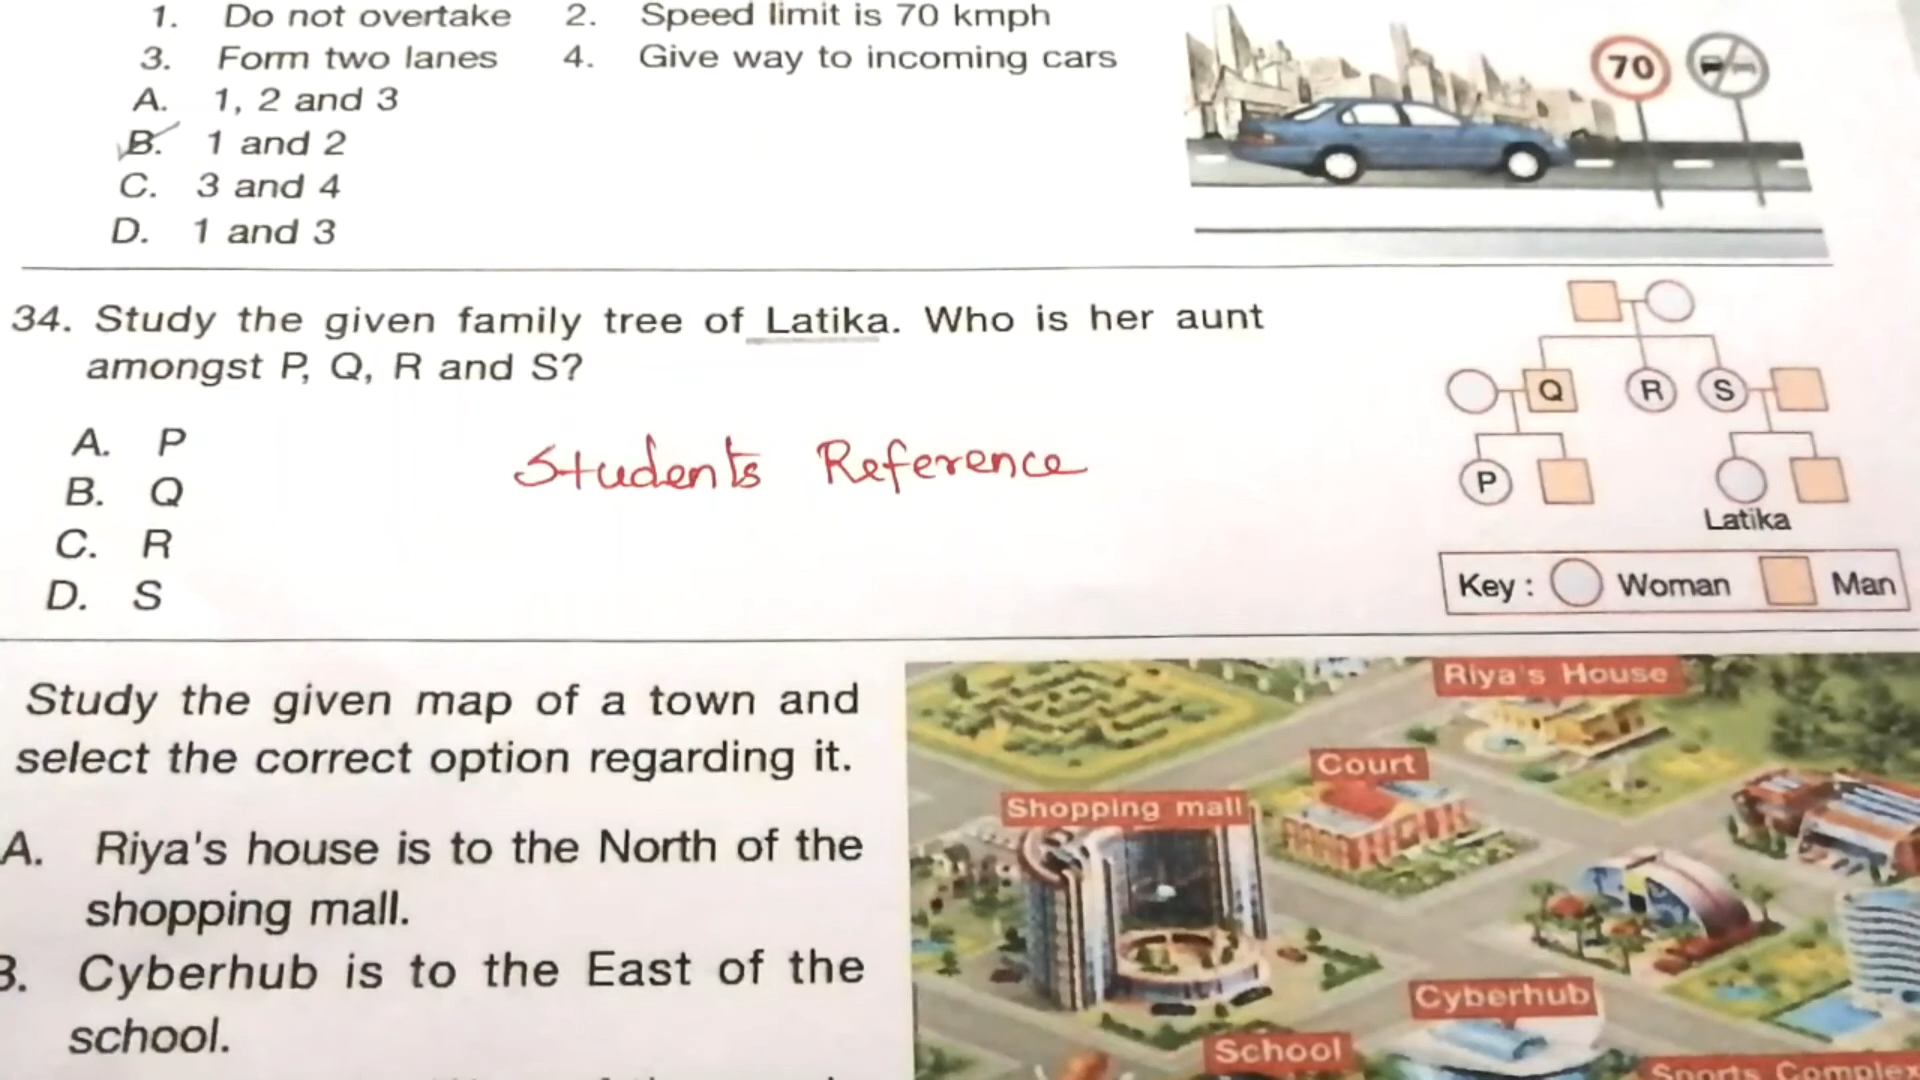 1. Do not overtake 2. Speed limit is 70 kmph
3. Form two lanes 4. Give way to incoming cars
A. 1, 2 and 3
B. 1 and 2
C. 3 and 4
D. 1 and 3
70
34. Study the given family tree of Latika. Who is her aunt
amongst P, Q, R and S?
A. P
B. Q
C. R
D. S
Students Reference
Q R S
P
Latika
Key : Woman Man
Study the given map of a town and
select the correct option regarding it.
A. Riya's house is to the North of the
shopping mall.
B. Cyberhub is to the East of the
school.
Riya's House
Court
Shopping mall
Cyberhub
School
Sports Complex